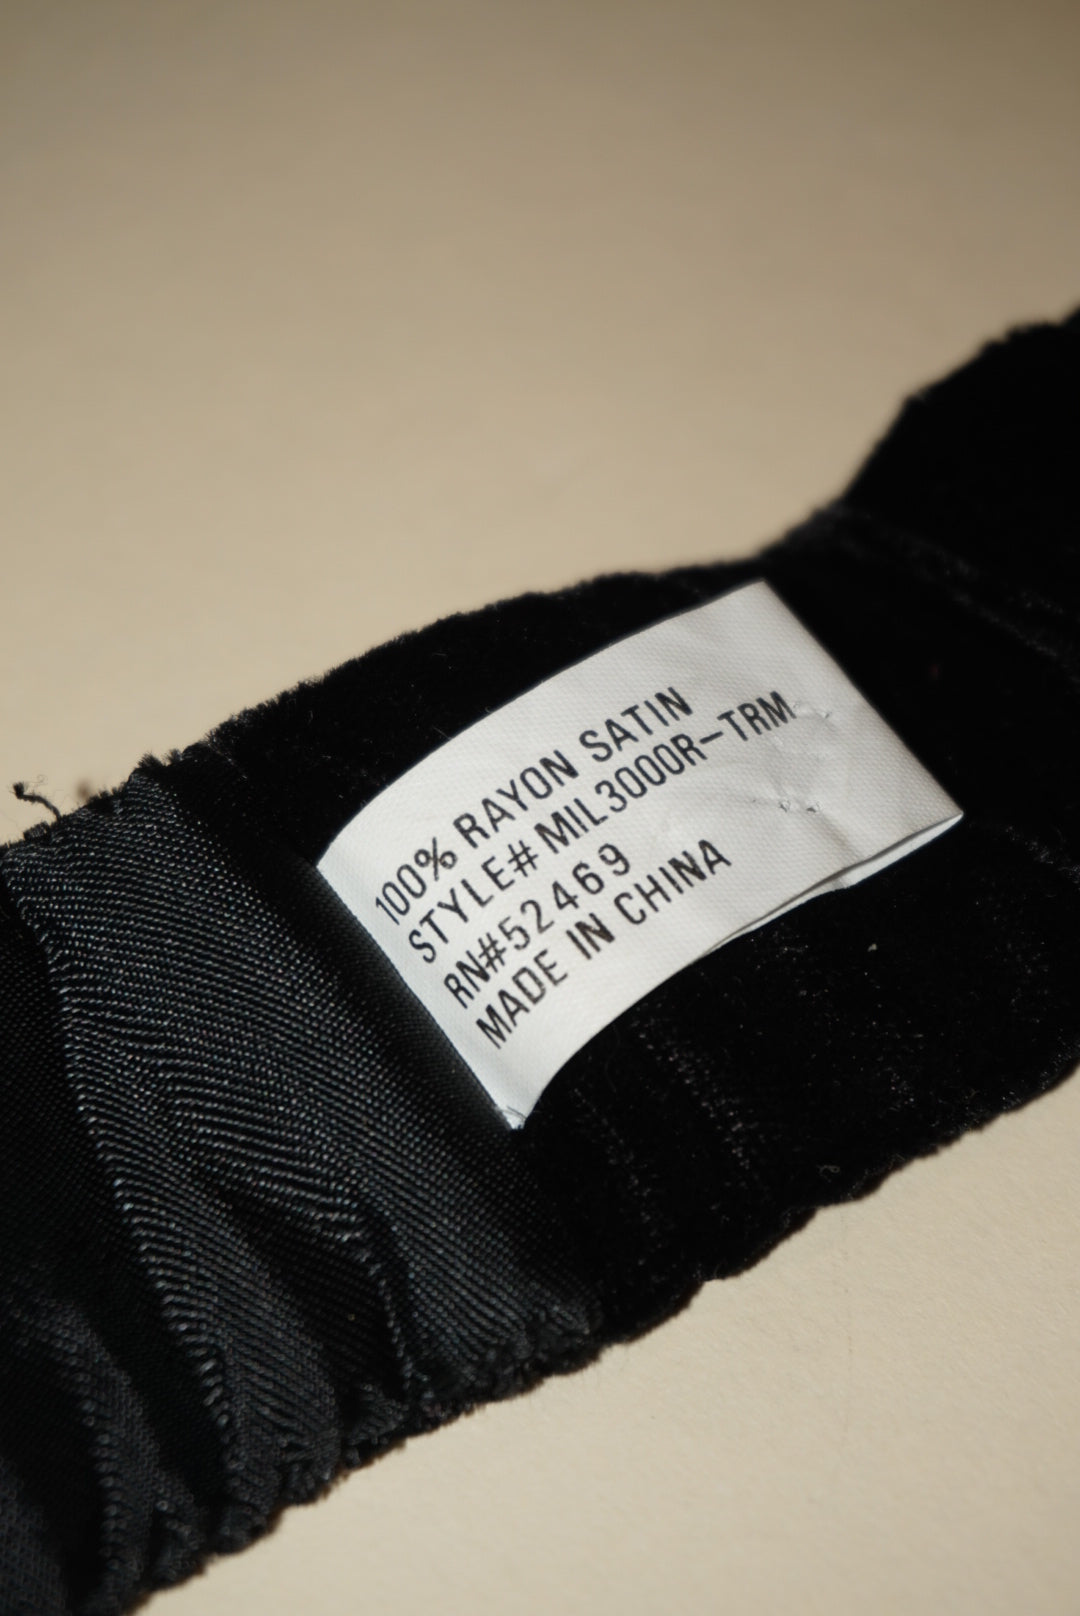 100% RAYON SATIN
STYLE# MIL3000R-TRM
RN#52469
MADE IN CHINA